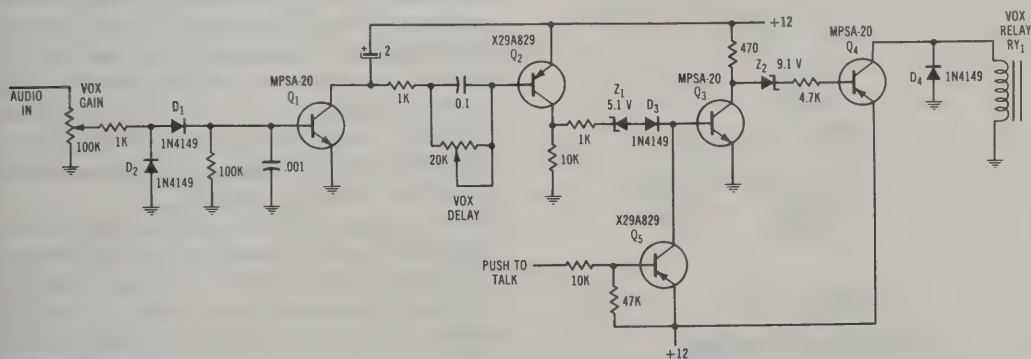 AUDIO IN
VOX GAIN
100K
1K
D1
1N4149
D2
1N4149
100K
.001
MPSA-20
Q1
+
2
1K
0.1
20K
VOX DELAY
X29A829
Q2
10K
1K
Z1
5.1 V
D3
1N4149
MPSA-20
Q3
470
+12
Z2
9.1 V
4.7K
MPSA-20
Q4
D4
1N4149
VOX
RELAY
RY1
X29A829
Q5
PUSH TO
TALK
10K
47K
+12